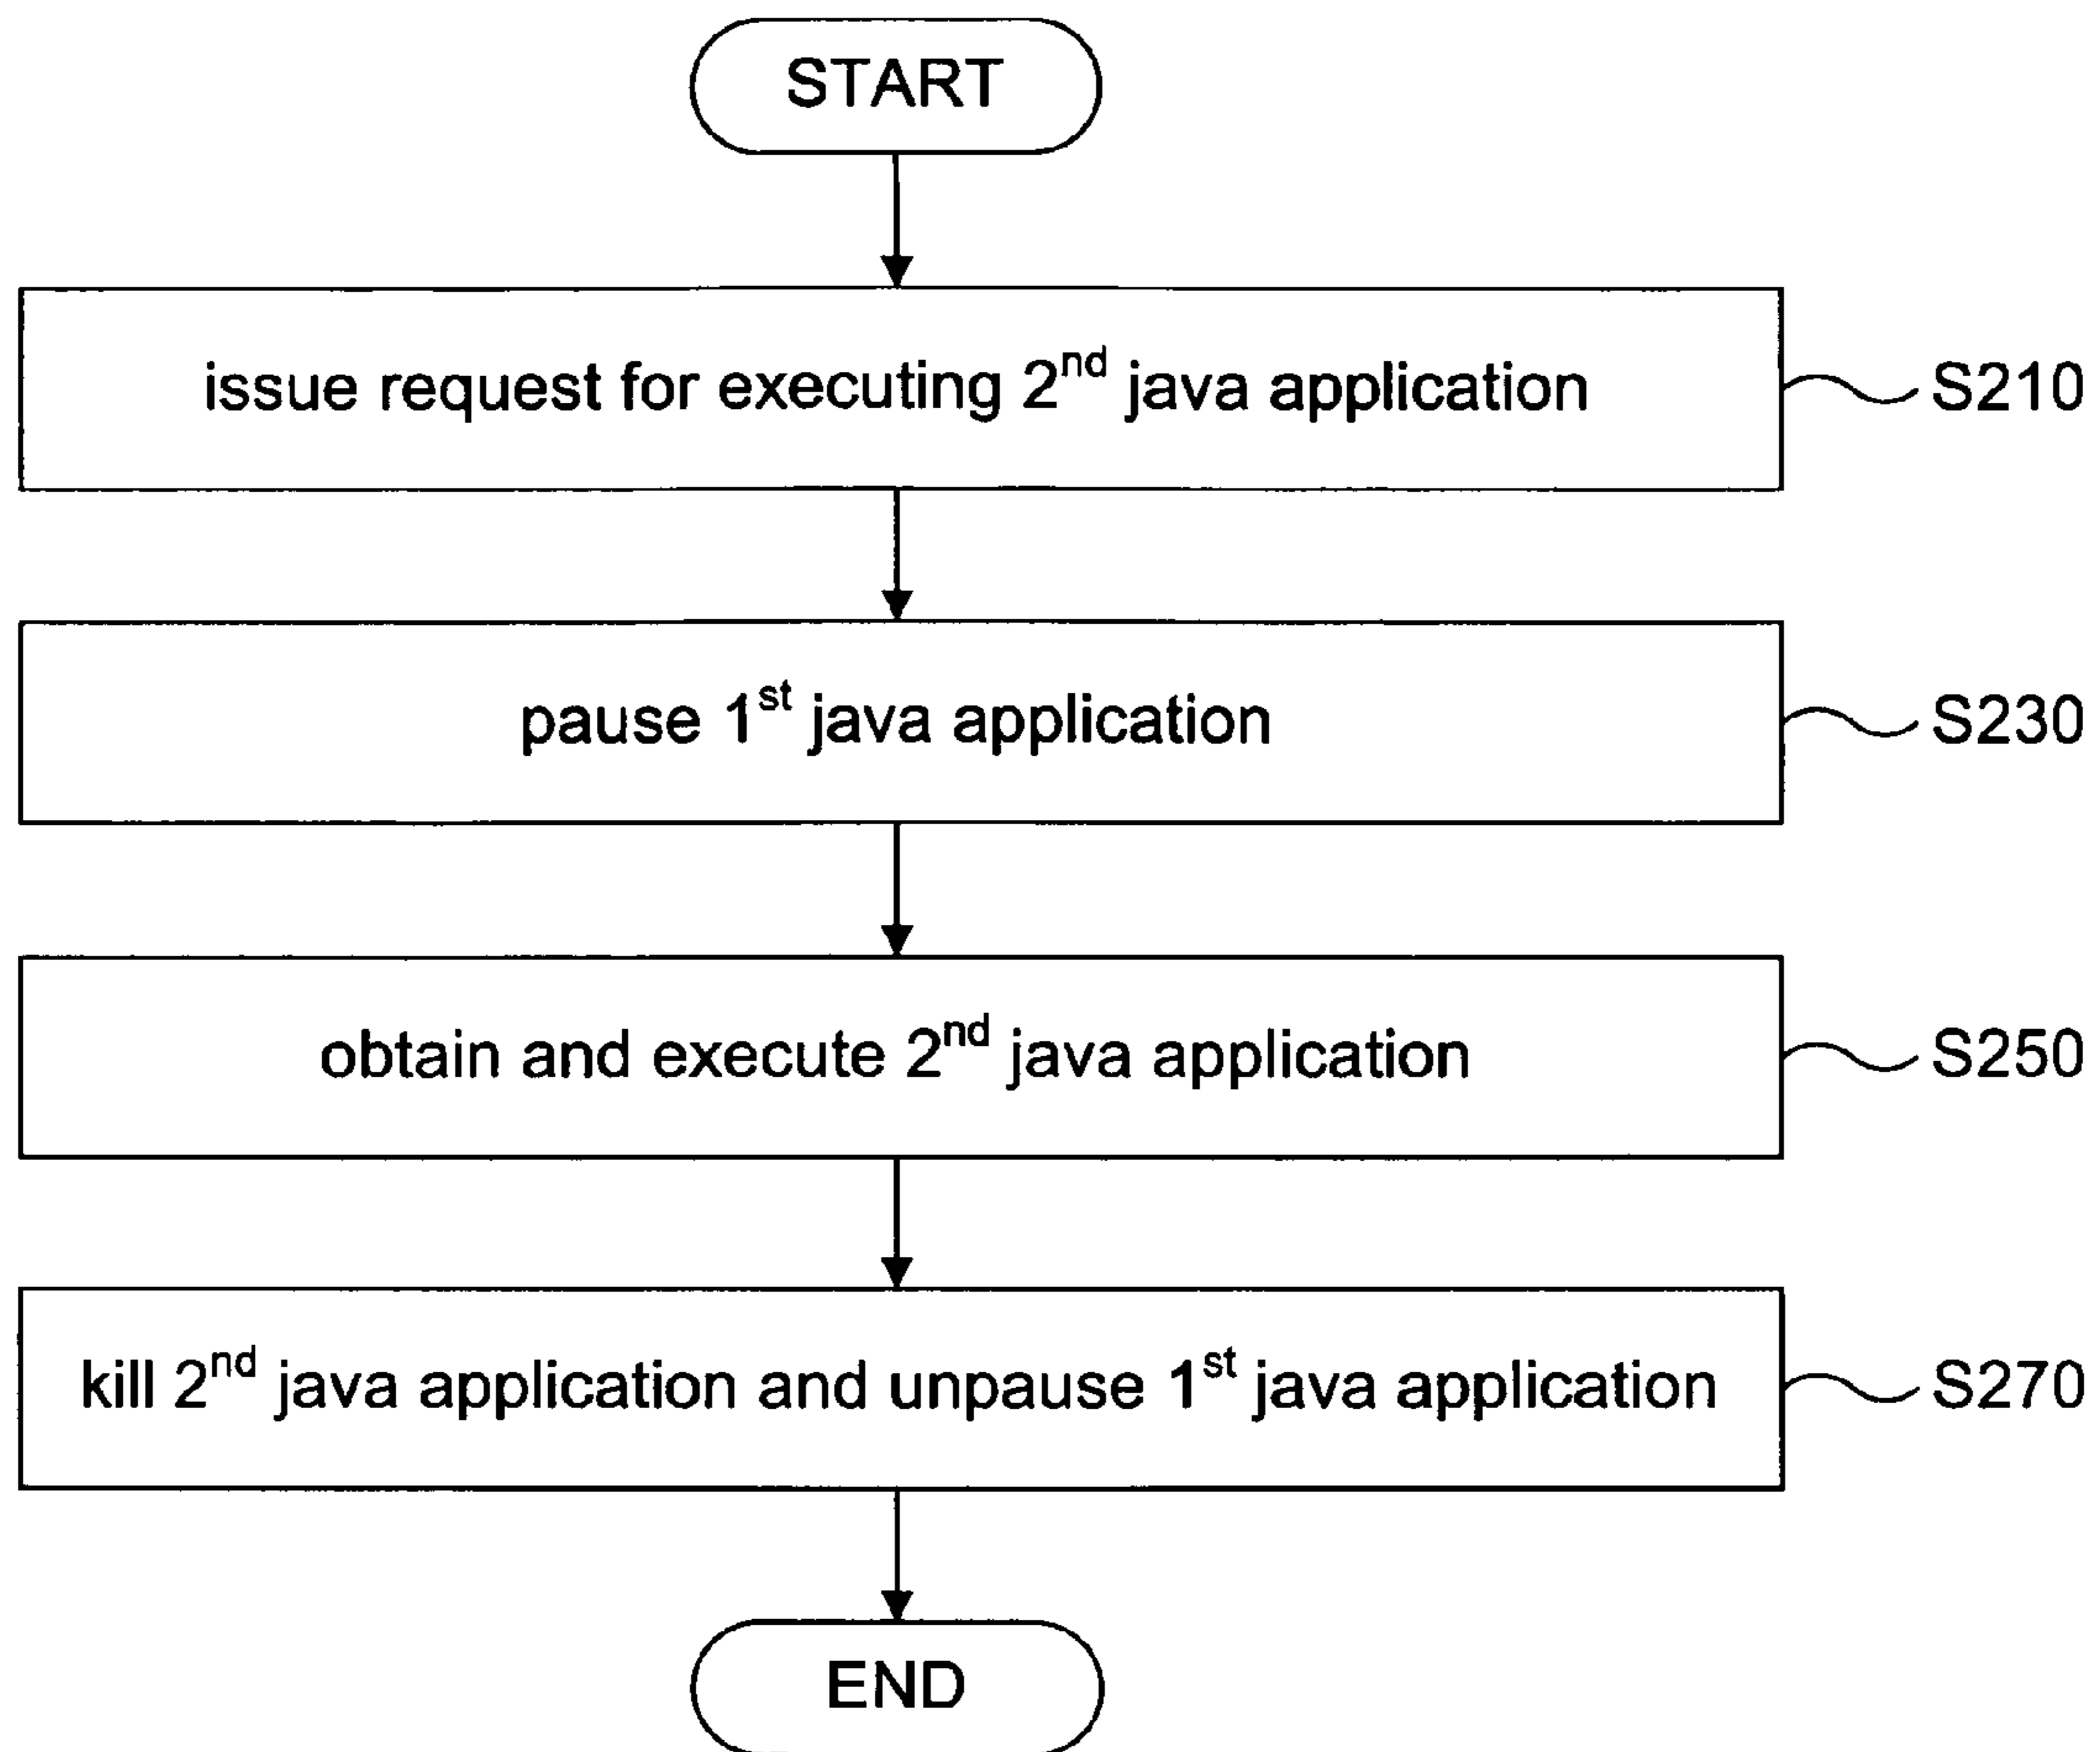 START
issue request for executing 2nd java application
S210
pause 1st java application
S230
obtain and execute 2nd java application
S250
kill 2nd java application and unpause 1st java application
S270
END